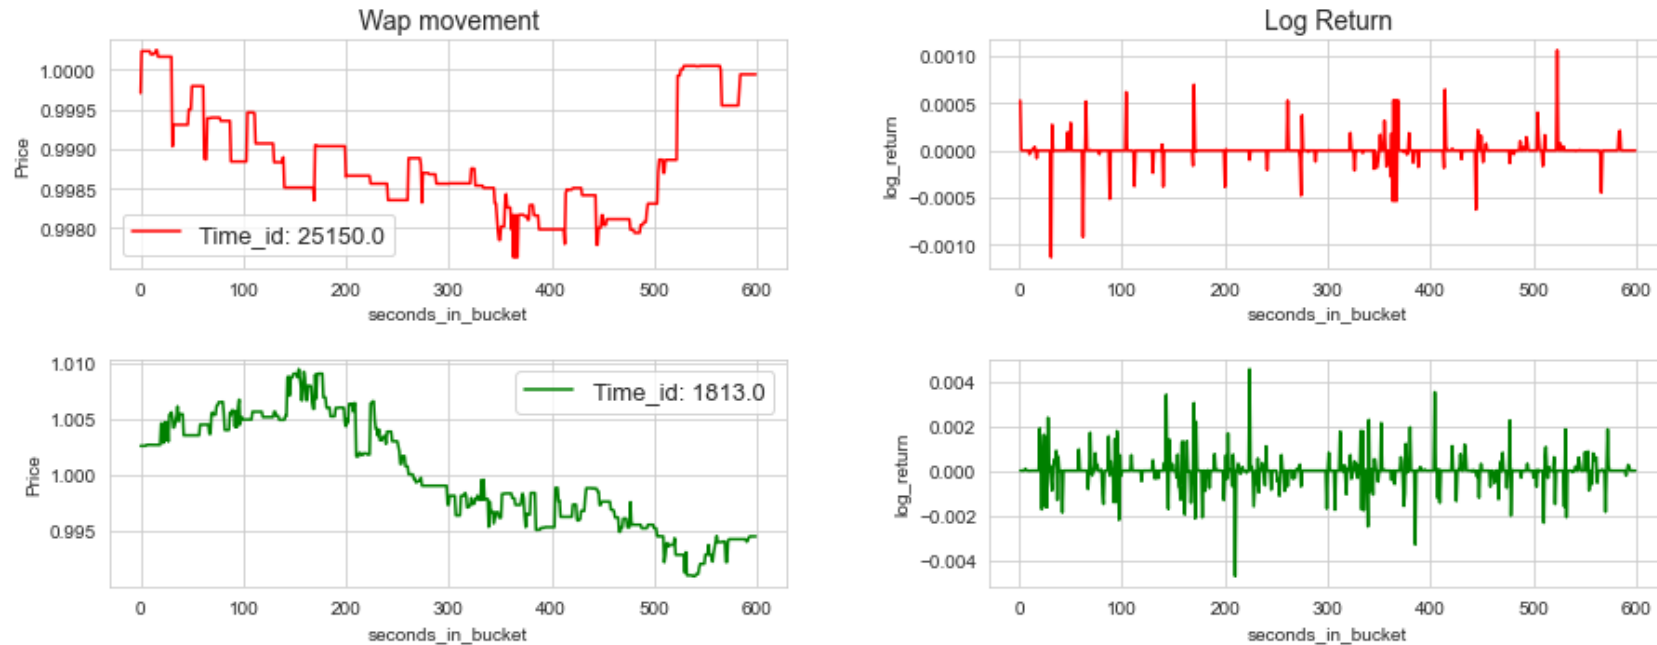 Wap movement
Price
1.0000
0.9995
0.9990
0.9985
0.9980
Time_id: 25150.0
0 100 200 300 400 500 600
seconds_in_bucket
Log Return
log_return
0.0010
0.0005
0.0000
−0.0005
−0.0010
0 100 200 300 400 500 600
seconds_in_bucket
Price
1.010
1.005
1.000
0.995
Time_id: 1813.0
0 100 200 300 400 500 600
seconds_in_bucket
log_return
0.004
0.002
0.000
−0.002
−0.004
0 100 200 300 400 500 600
seconds_in_bucket